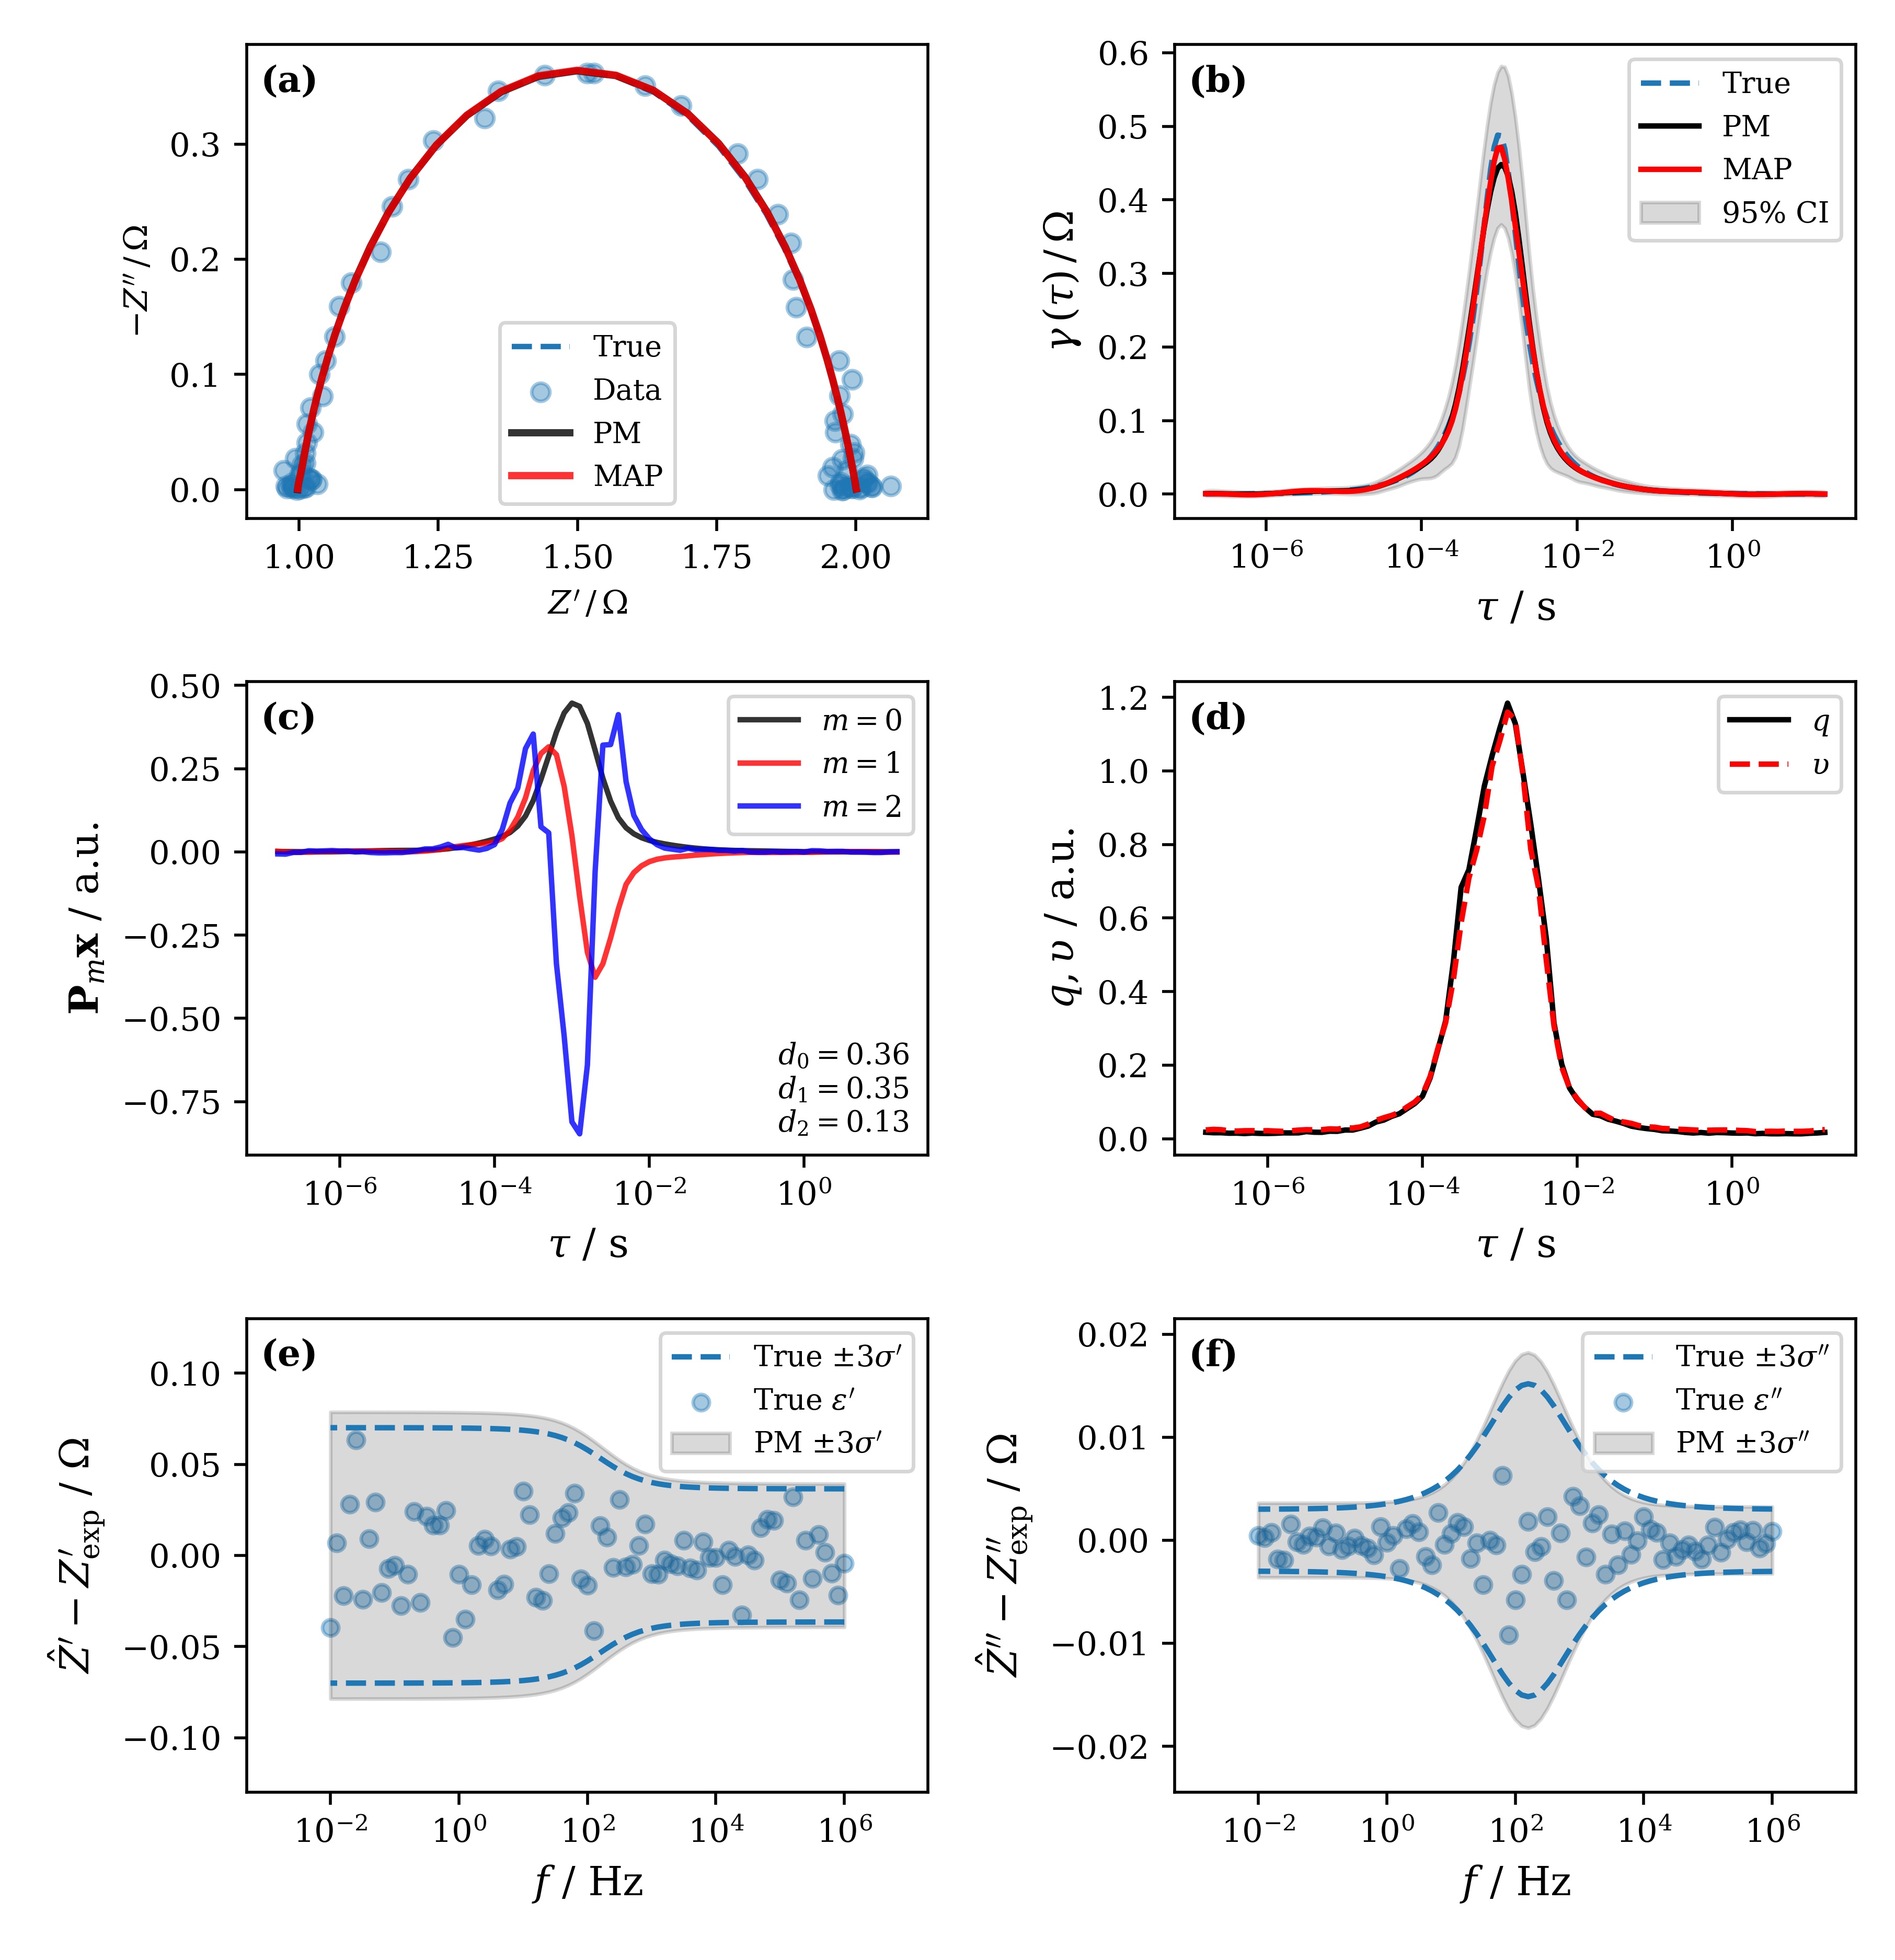 (a)
0.3
0.2
0.1
0.0
−Z″/Ω
True
Data
PM
MAP
1.00 1.25 1.50 1.75 2.00
Z′/Ω
(b)
0.6
0.5
0.4
0.3
0.2
0.1
0.0
γ(τ)/Ω
True
PM
MAP
95% CI
10⁻⁶ 10⁻⁴ 10⁻² 10⁰
τ / s
(c)
0.50
0.25
0.00
−0.25
−0.50
−0.75
Pₘx / a.u.
m = 0
m = 1
m = 2
d₀ = 0.36
d₁ = 0.35
d₂ = 0.13
10⁻⁶ 10⁻⁴ 10⁻² 10⁰
τ / s
(d)
1.2
1.0
0.8
0.6
0.4
0.2
0.0
q, υ / a.u.
q
υ
10⁻⁶ 10⁻⁴ 10⁻² 10⁰
τ / s
(e)
0.10
0.05
0.00
−0.05
−0.10
Ẑ′ − Z′exp / Ω
True ±3σ′
True ε′
PM ±3σ′
10⁻² 10⁰ 10² 10⁴ 10⁶
f / Hz
(f)
0.02
0.01
0.00
−0.01
−0.02
Ẑ″ − Z″exp / Ω
True ±3σ″
True ε″
PM ±3σ″
10⁻² 10⁰ 10² 10⁴ 10⁶
f / Hz